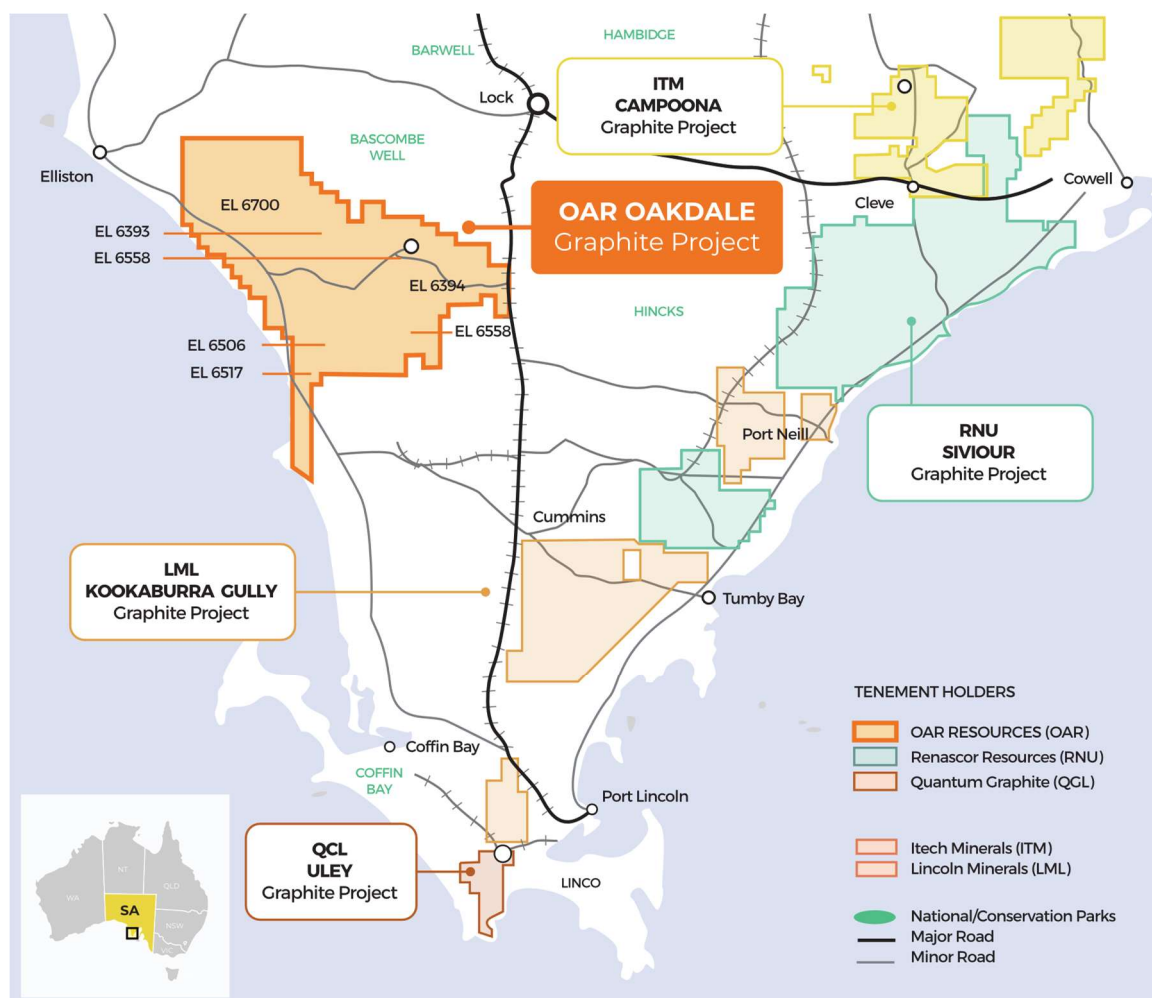 HAMBIDGE
BARWELL
Lock
ITM
CAMPOONA
Graphite Project
BASCOMBE
WELL
Elliston
Cowell
Cleve
EL 6700
OAR OAKDALE
Graphite Project
EL 6393
EL 6558
EL 6394
HINCKS
EL 6558
EL 6506
EL 6517
Port Neill
RNU
SIVIOUR
Graphite Project
Cummins
LML
KOOKABURRA GULLY
Graphite Project
Tumby Bay
TENEMENT HOLDERS
OAR RESOURCES (OAR)
Renascor Resources (RNU)
Quantum Graphite (QGL)
Itech Minerals (ITM)
Lincoln Minerals (LML)
National/Conservation Parks
Major Road
Minor Road
Coffin Bay
COFFIN
BAY
Port Lincoln
QCL
ULEY
Graphite Project
LINCO
NT
QLD
WA
SA
NSW
VIC